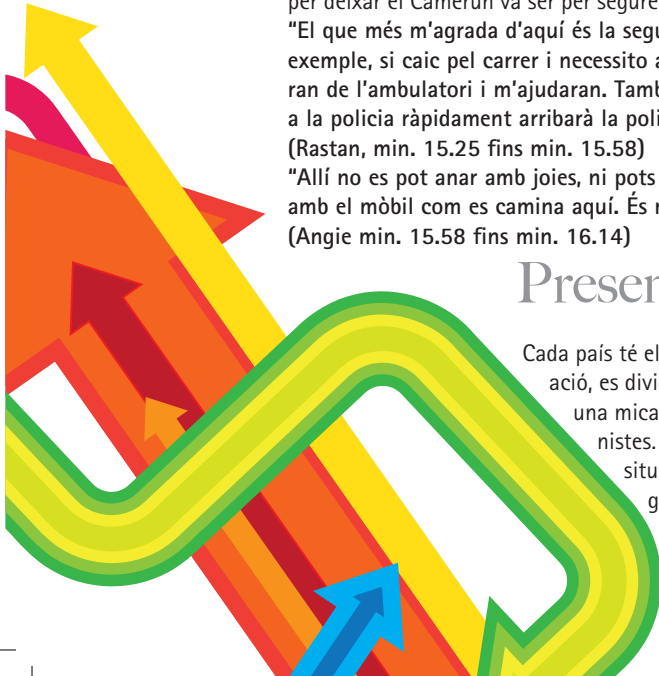 per deixar el Camerun va ser per segure
"El que més m'agrada d'aquí és la segu
exemple, si caic pel carrer i necessito a
ran de l'ambulatori i m'ajudaran. Tamb
a la policia ràpidament arribarà la poli
(Rastan, min. 15.25 fins min. 15.58)
"Allí no es pot anar amb joies, ni pots
amb el mòbil com es camina aquí. És
(Angie min. 15.58 fins min. 16.14)
Presen
Cada país té el
ació, es divi
una mica
nistes.
situ
g